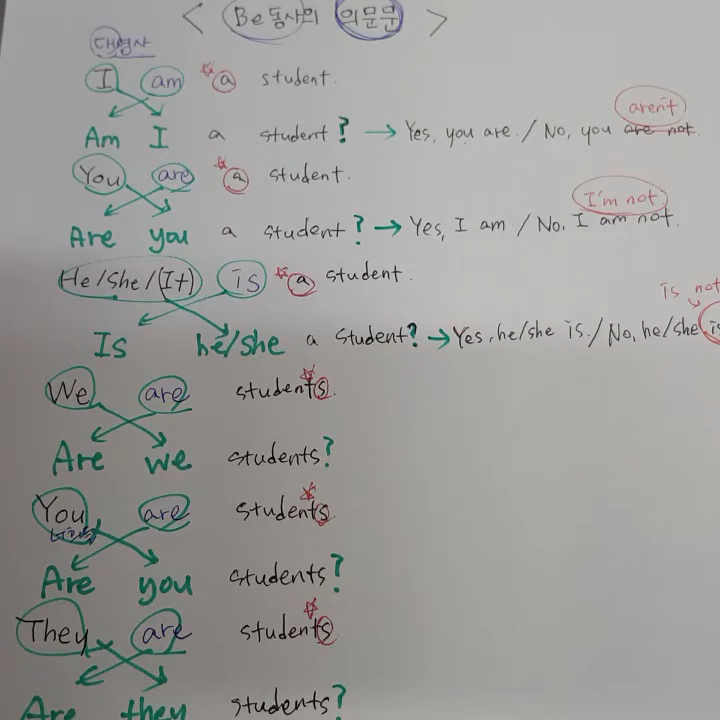 < Be동사의 의문문 >
대명사
I am a student.
aren't
Am I a student? → Yes, you are. / No, you are not.
You are a student.
I'm not
Are you a student? → Yes, I am / No, I am not.
He/She/(It) is a student.
is not
Is he/she a student? → Yes, he/she is. / No, he/she is
We are students.
Are we students?
You are students.
너희들
Are you students?
They are students
Are they students?